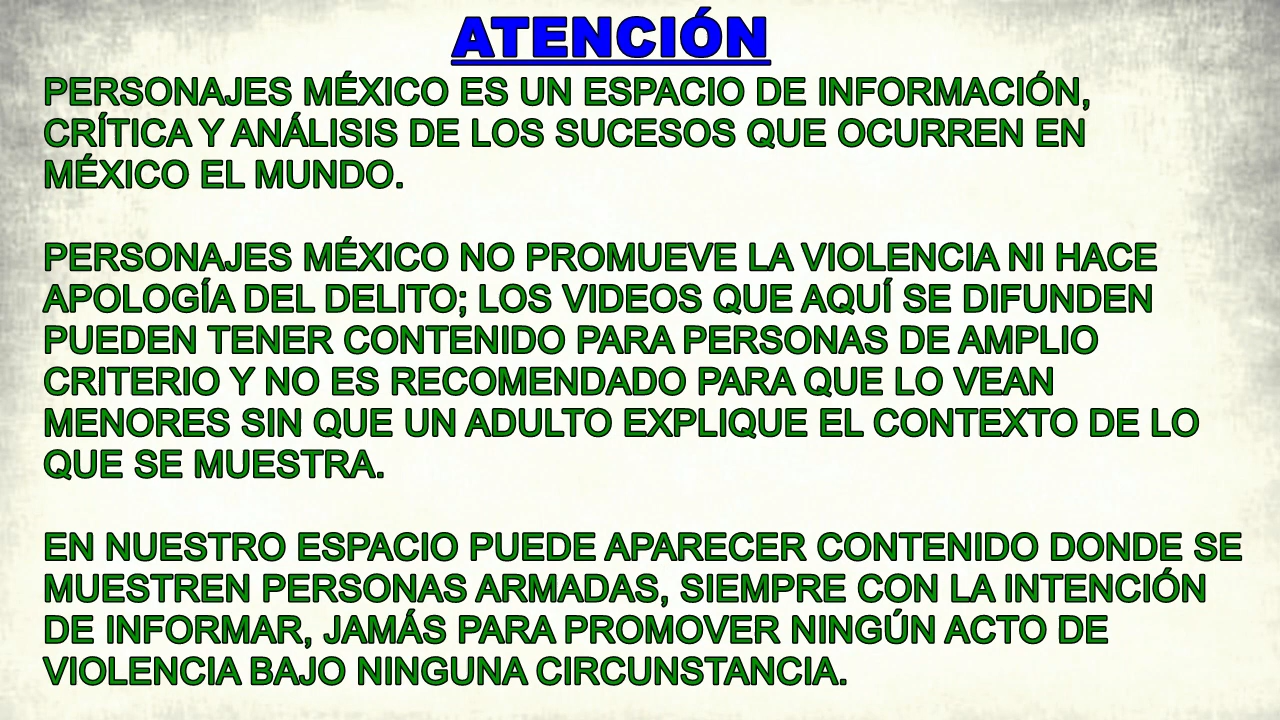 ATENCIÓN
PERSONAJES MÉXICO ES UN ESPACIO DE INFORMACIÓN,
CRÍTICA Y ANÁLISIS DE LOS SUCESOS QUE OCURREN EN
MÉXICO EL MUNDO.
PERSONAJES MÉXICO NO PROMUEVE LA VIOLENCIA NI HACE
APOLOGÍA DEL DELITO; LOS VIDEOS QUE AQUÍ SE DIFUNDEN
PUEDEN TENER CONTENIDO PARA PERSONAS DE AMPLIO
CRITERIO Y NO ES RECOMENDADO PARA QUE LO VEAN
MENORES SIN QUE UN ADULTO EXPLIQUE EL CONTEXTO DE LO
QUE SE MUESTRA.
EN NUESTRO ESPACIO PUEDE APARECER CONTENIDO DONDE SE
MUESTREN PERSONAS ARMADAS, SIEMPRE CON LA INTENCIÓN
DE INFORMAR, JAMÁS PARA PROMOVER NINGÚN ACTO DE
VIOLENCIA BAJO NINGUNA CIRCUNSTANCIA.